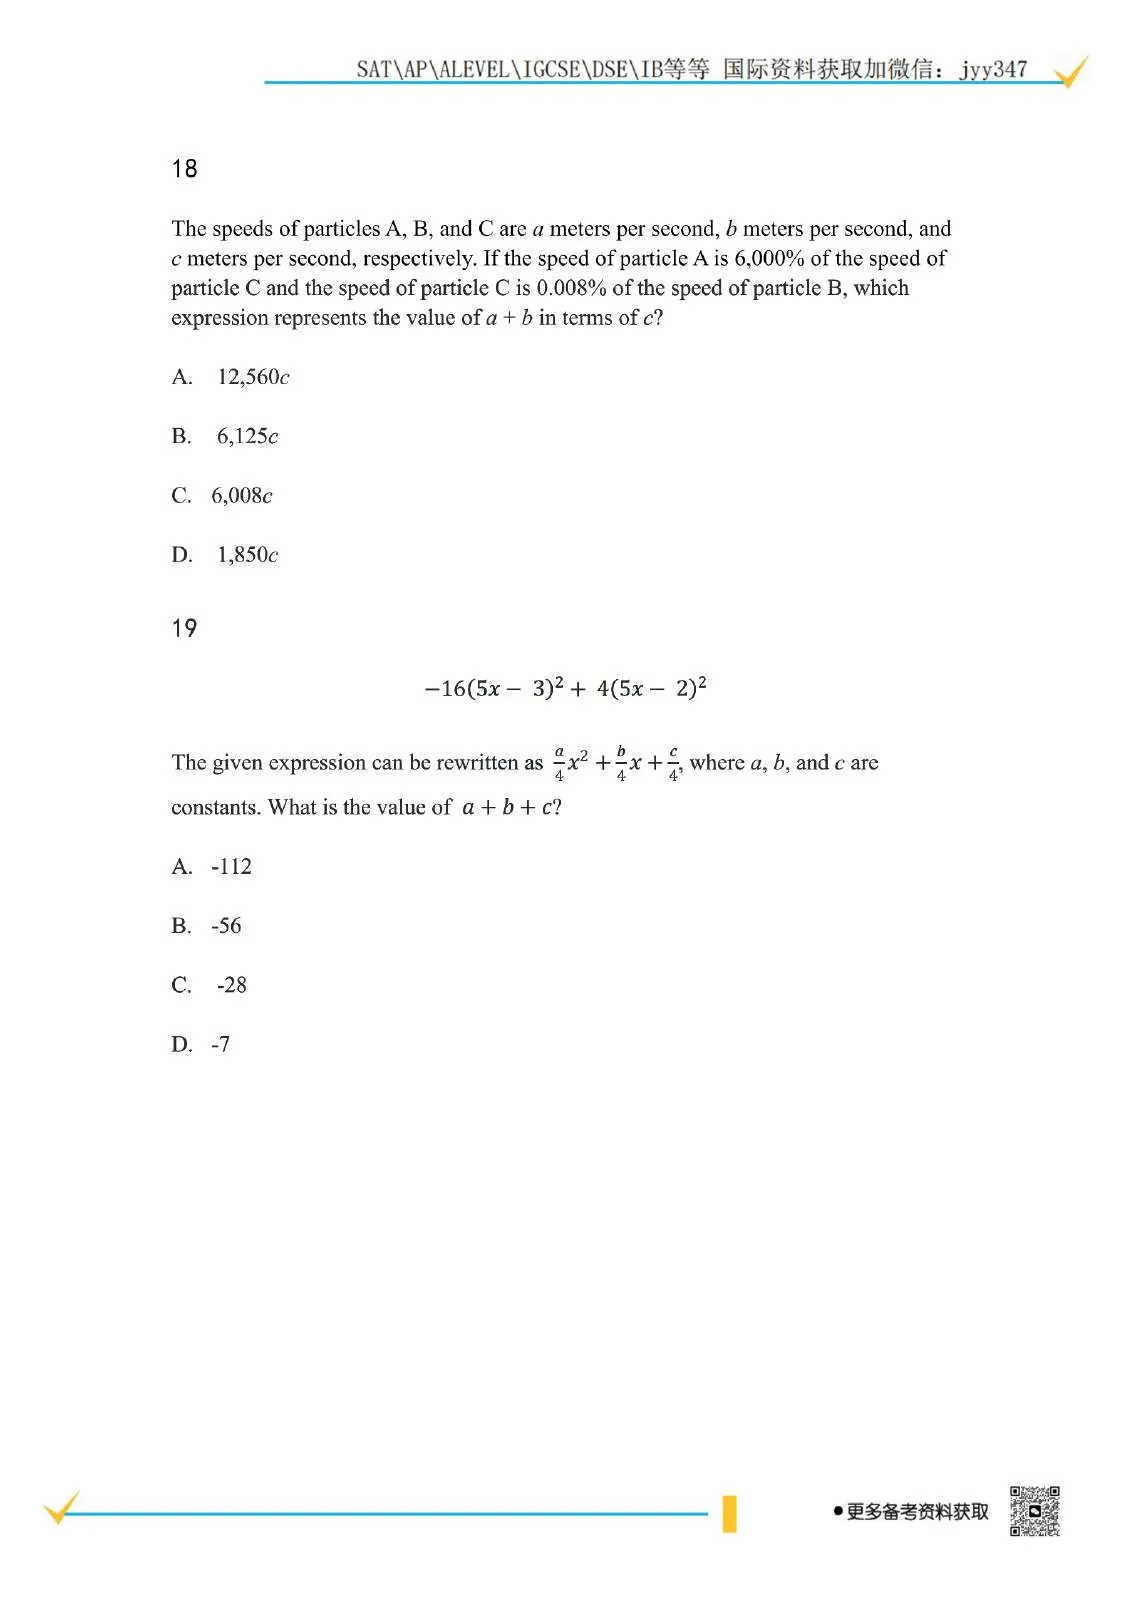 SAT\AP\ALEVEL\IGCSE\DSE\IB等等 国际资料获取加微信：jyy347
18
The speeds of particles A, B, and C are a meters per second, b meters per second, and
c meters per second, respectively. If the speed of particle A is 6,000% of the speed of
particle C and the speed of particle C is 0.008% of the speed of particle B, which
expression represents the value of a + b in terms of c?
A. 12,560c
B. 6,125c
C. 6,008c
D. 1,850c
19
−16(5x − 3)² + 4(5x − 2)²
The given expression can be rewritten as a/4 x² + b/4 x + c/4, where a, b, and c are
constants. What is the value of a + b + c?
A. -112
B. -56
C. -28
D. -7
●更多备考资料获取